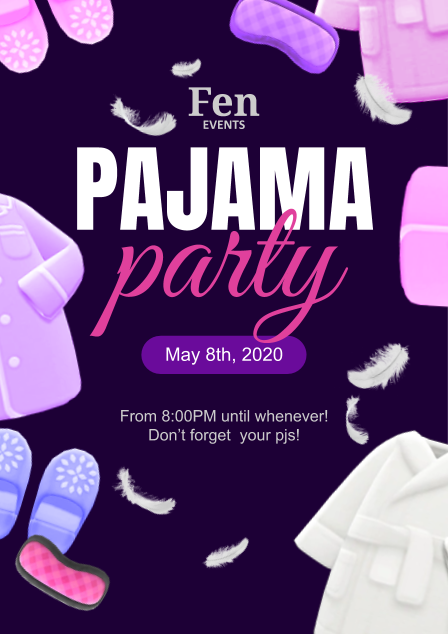 Fen
EVENTS
PAJAMA
party
May 8th, 2020
From 8:00PM until whenever!
Don't forget  your pjs!